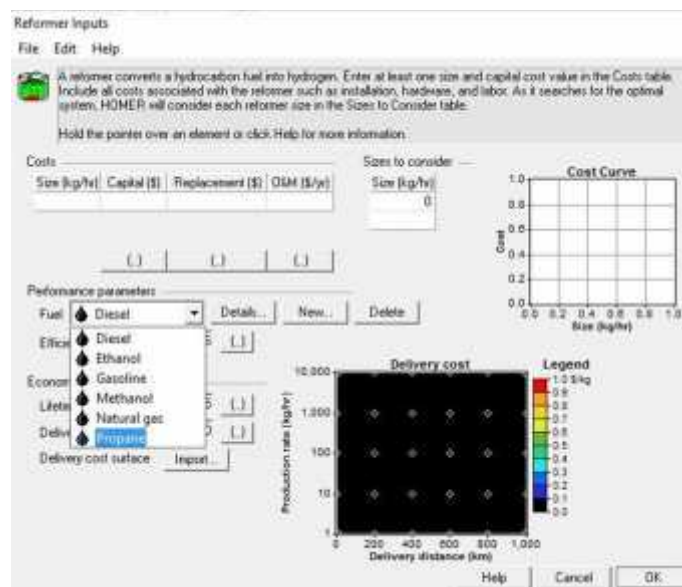 Reformer Inputs
File Edit Help
A reformer converts a hydrocarbon fuel into hydrogen. Enter at least one size and capital cost value in the Costs table.
Include all costs associated with the reformer such as installation, hardware, and labor. As it searches for the optimal
system, HOMER will consider each reformer size in the Sizes to Consider table.
Hold the pointer over an element or click Help for more information.
Costs
Size (kg/hr) Capital ($) Replacement ($) O&M ($/yr)
{..} {..} {..}
Sizes to consider
Size (kg/hr)
0
Cost Curve
1.0
0.8
0.6
0.4
0.2
0.0
Cost
0.0 0.2 0.4 0.6 0.8 1.0
Size (kg/hr)
Performance parameters
Fuel Diesel Details... New... Delete
Diesel
Ethanol
Gasoline
Methanol
Natural gas
Propane
Effici {..}
Econom
Lifetim {..}
Delive {..}
Delivery cost surface Import...
Delivery cost
10,000
1,000
100
10
1
Production rate (kg/hr)
0 200 400 600 800 1,000
Delivery distance (km)
Legend
1.0 $/kg
0.9
0.8
0.7
0.6
0.5
0.4
0.3
0.2
0.1
0.0
Help Cancel OK